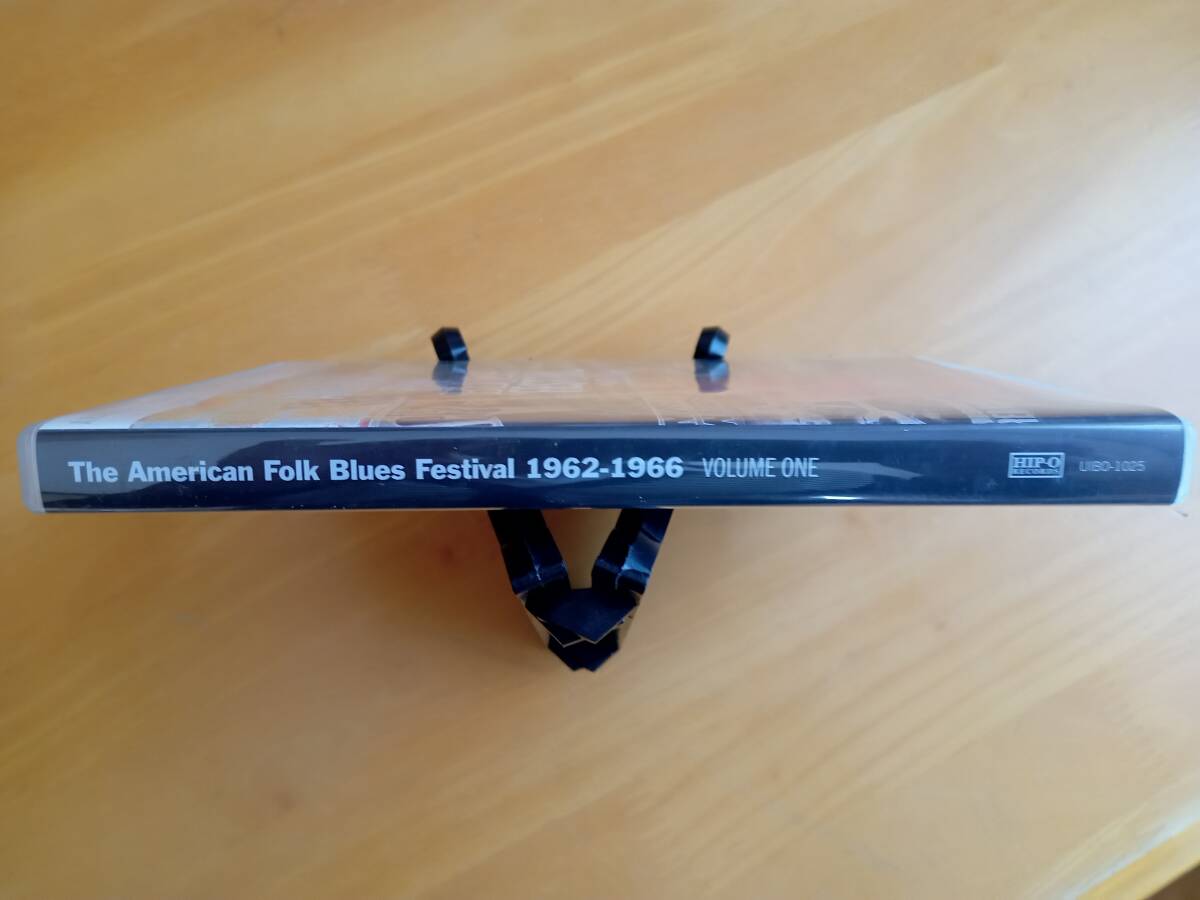 The American Folk Blues Festival 1962-1966 VOLUME ONE
HIP-O
RECORDS
UIBO-1025